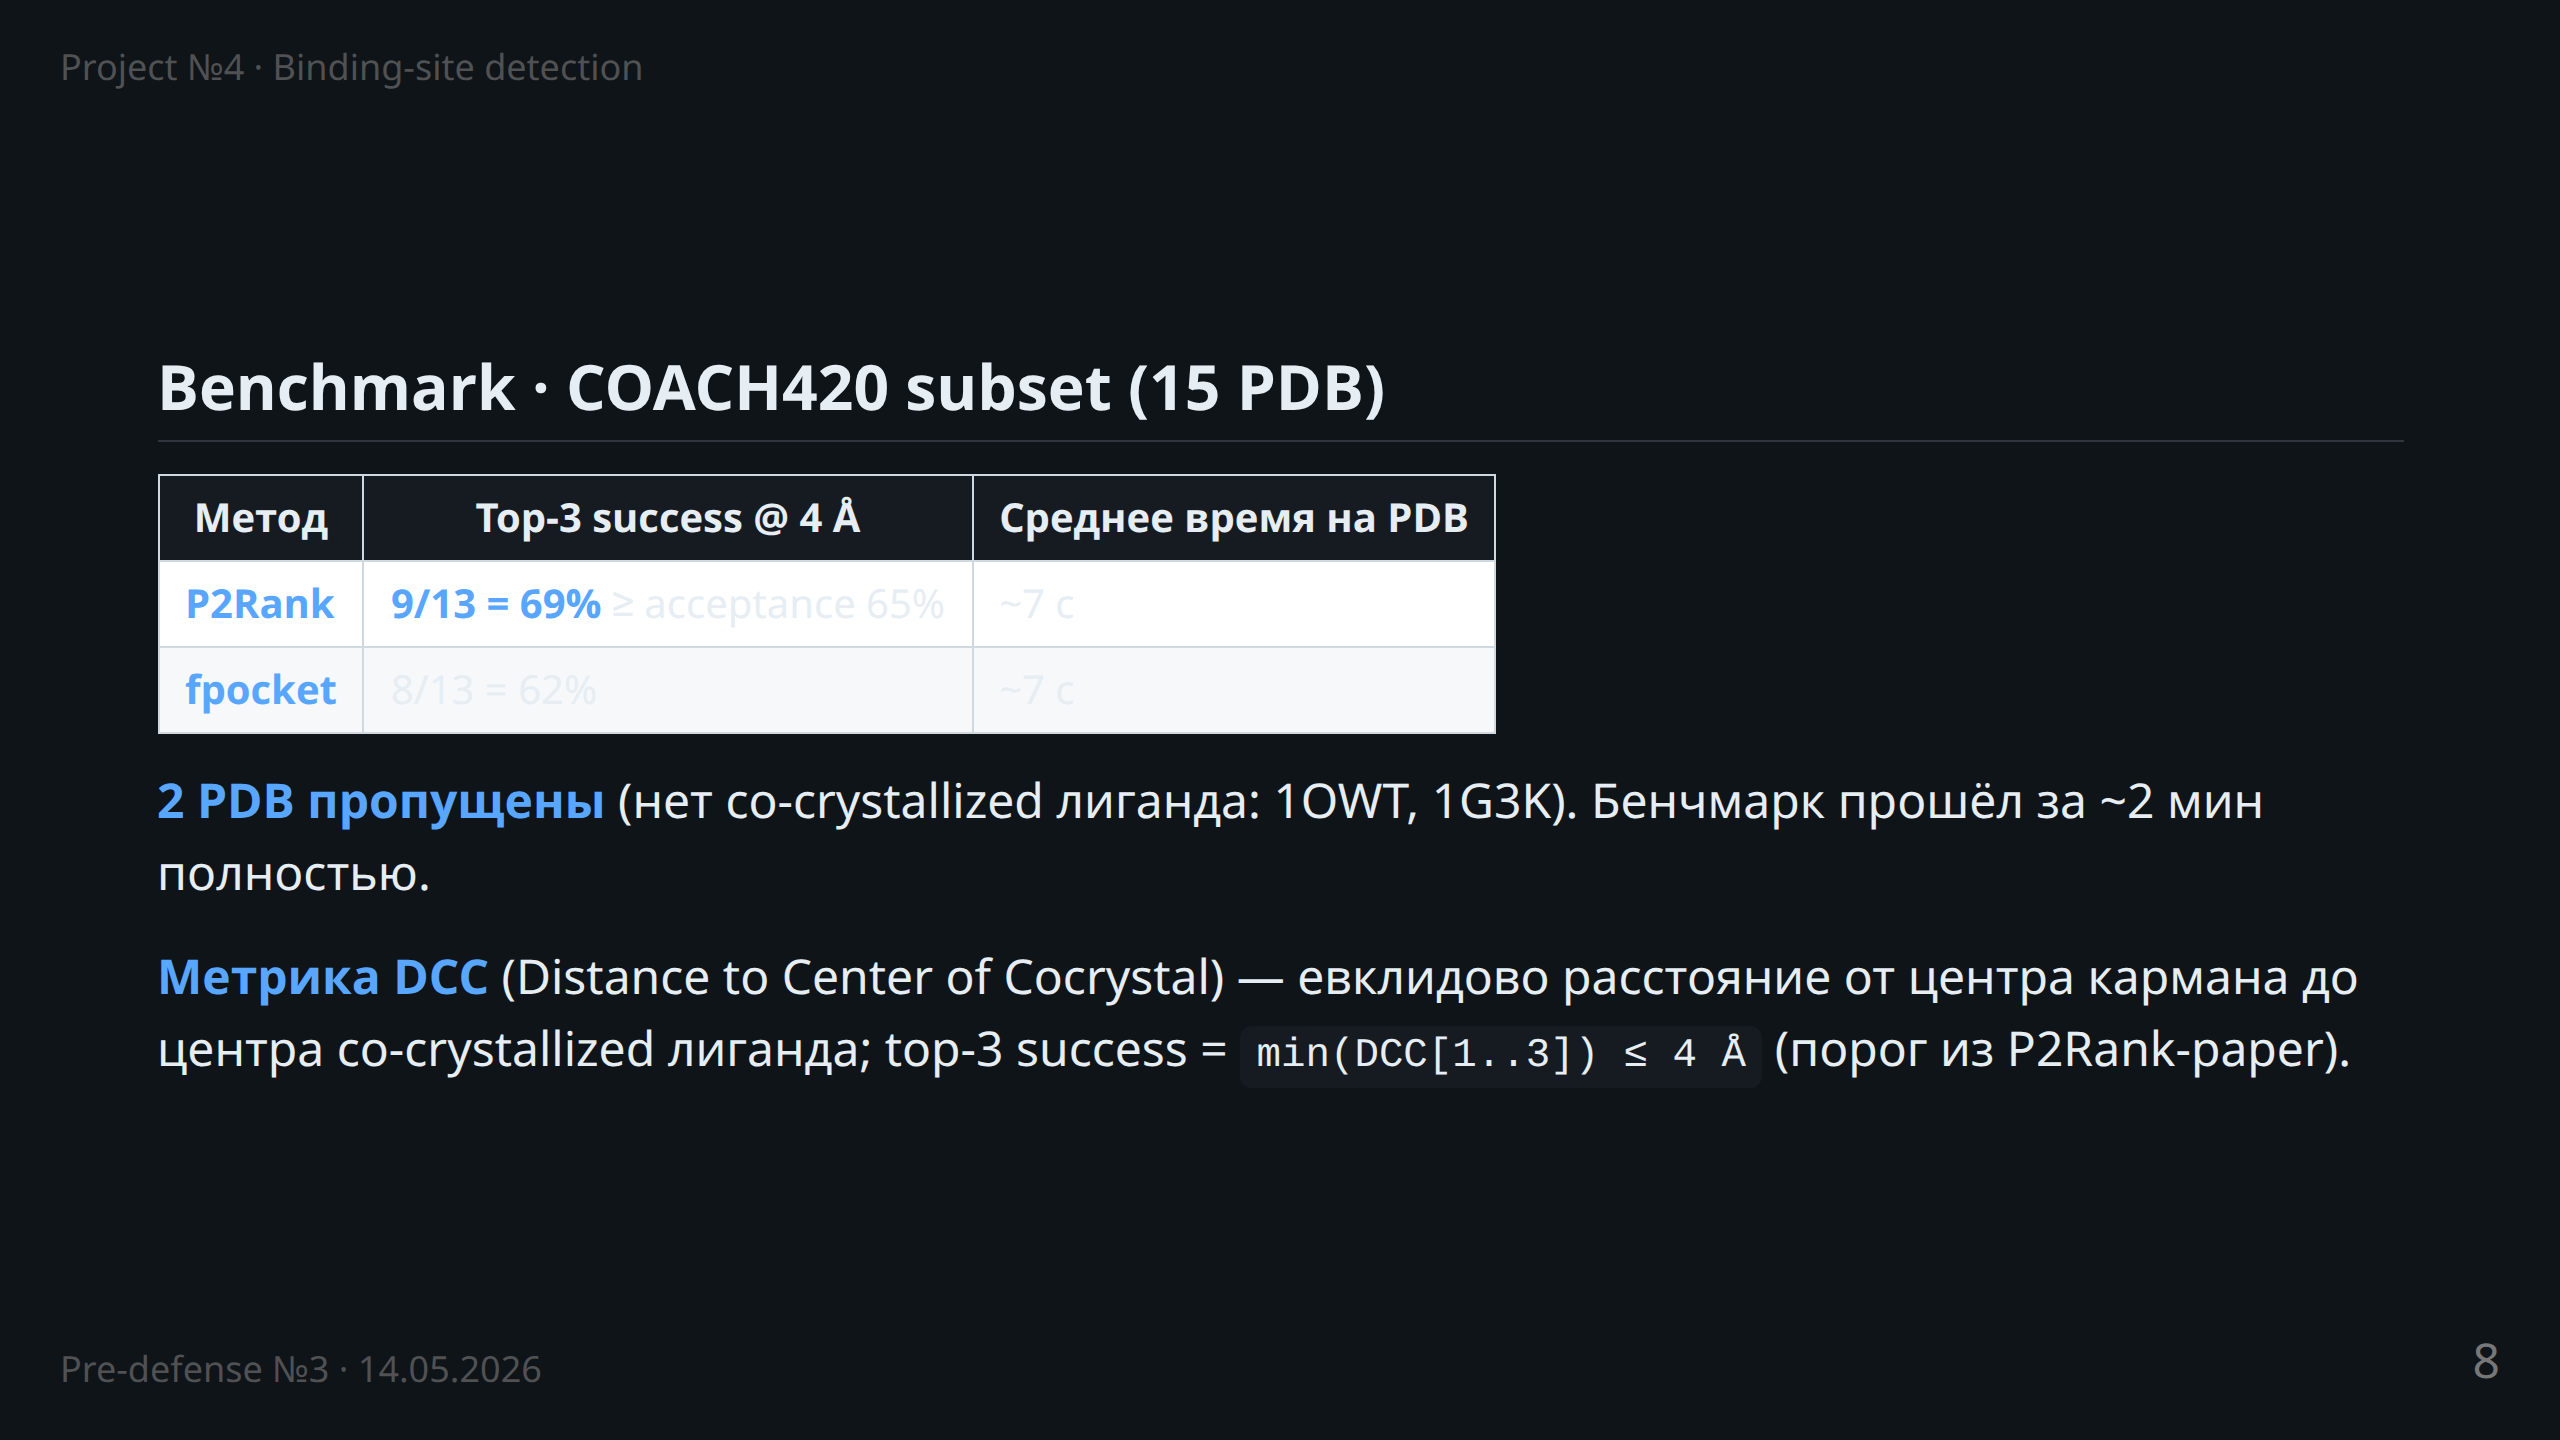 Project №4 · Binding-site detection
Benchmark · COACH420 subset (15 PDB)
Метод Top-3 success @ 4 Å Среднее время на PDB
P2Rank 9/13 = 69% ≥ acceptance 65% ~7 с
fpocket 8/13 = 62% ~7 с
2 PDB пропущены (нет co-crystallized лиганда: 1OWT, 1G3K). Бенчмарк прошёл за ~2 мин
полностью.
Метрика DCC (Distance to Center of Cocrystal) — евклидово расстояние от центра кармана до
центра co-crystallized лиганда; top-3 success = min(DCC[1..3]) ≤ 4 Å (порог из P2Rank-paper).
Pre-defense №3 · 14.05.2026
8